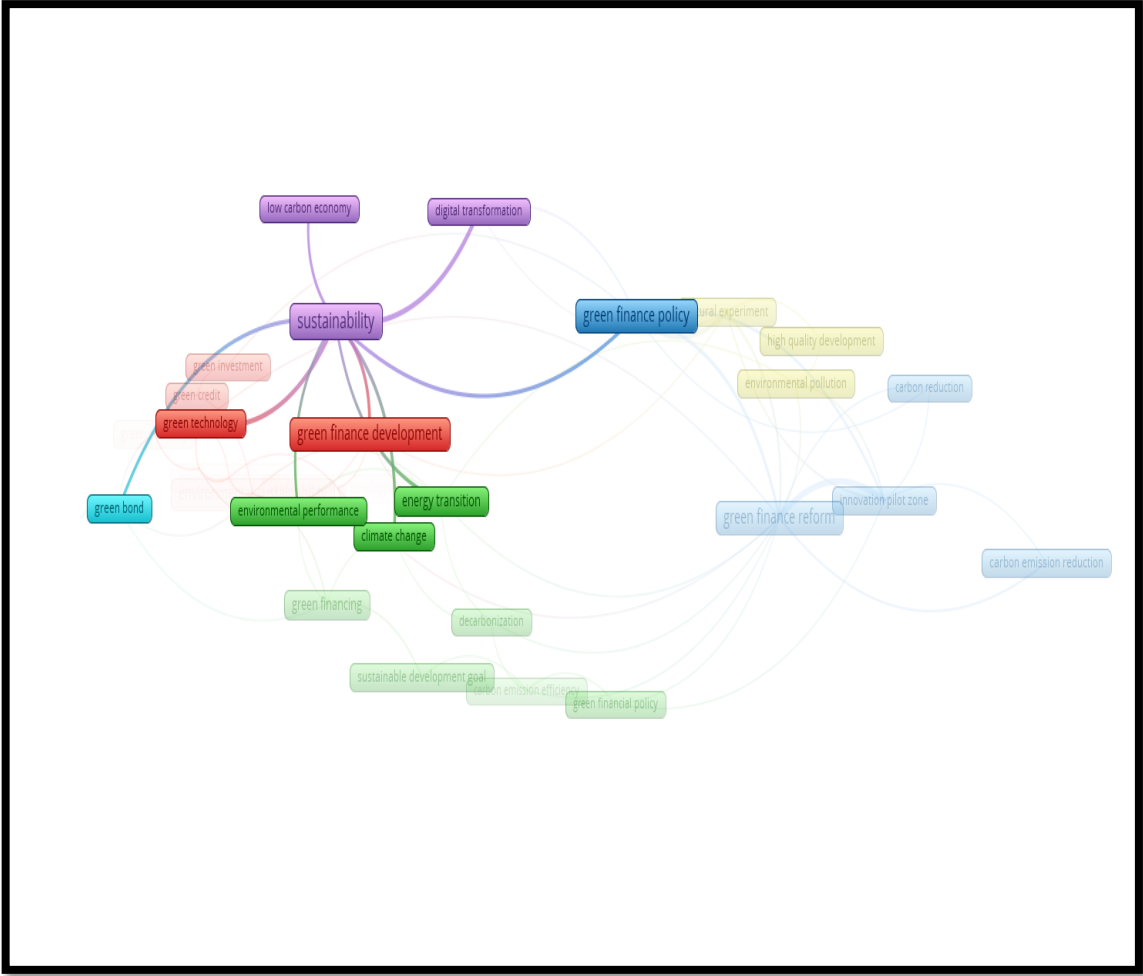 low carbon economy
digital transformation
sustainability
green finance policy
ural experiment
high quality development
green investment
environmental pollution
carbon reduction
green credit
green technology
green finance development
green bond
environmental performance
energy transition
climate change
green finance reform
innovation pilot zone
carbon emission reduction
green financing
decarbonization
sustainable development goal
carbon emission efficiency
green financial policy